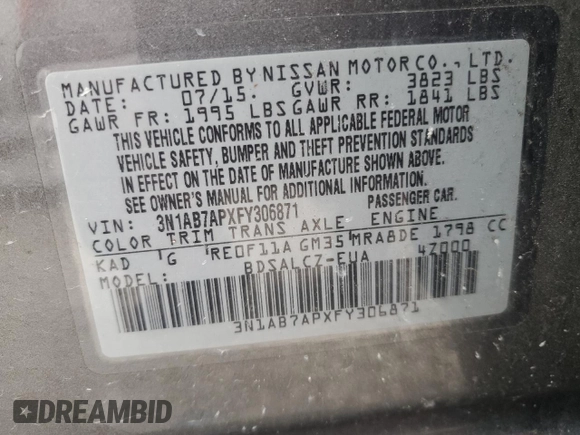 MANUFACTURED BY NISSAN MOTOR CO., LTD.
DATE: 07/15 GVWR: 3823 LBS
GAWR FR: 1995 LBS GAWR RR: 1841 LBS
THIS VEHICLE CONFORMS TO ALL APPLICABLE FEDERAL MOTOR
VEHICLE SAFETY, BUMPER AND THEFT PREVENTION STANDARDS
IN EFFECT ON THE DATE OF MANUFACTURE SHOWN ABOVE.
SEE OWNER'S MANUAL FOR ADDITIONAL INFORMATION.
VIN: 3N1AB7APXFY306871 PASSENGER CAR.
COLOR TRIM TRANS AXLE ENGINE
KAD G RE0F11A GM35 MRA8DE 1798 CC
MODEL: BDSALCZ-EUA 4Z000
3N1AB7APXFY306871
DREAMBID